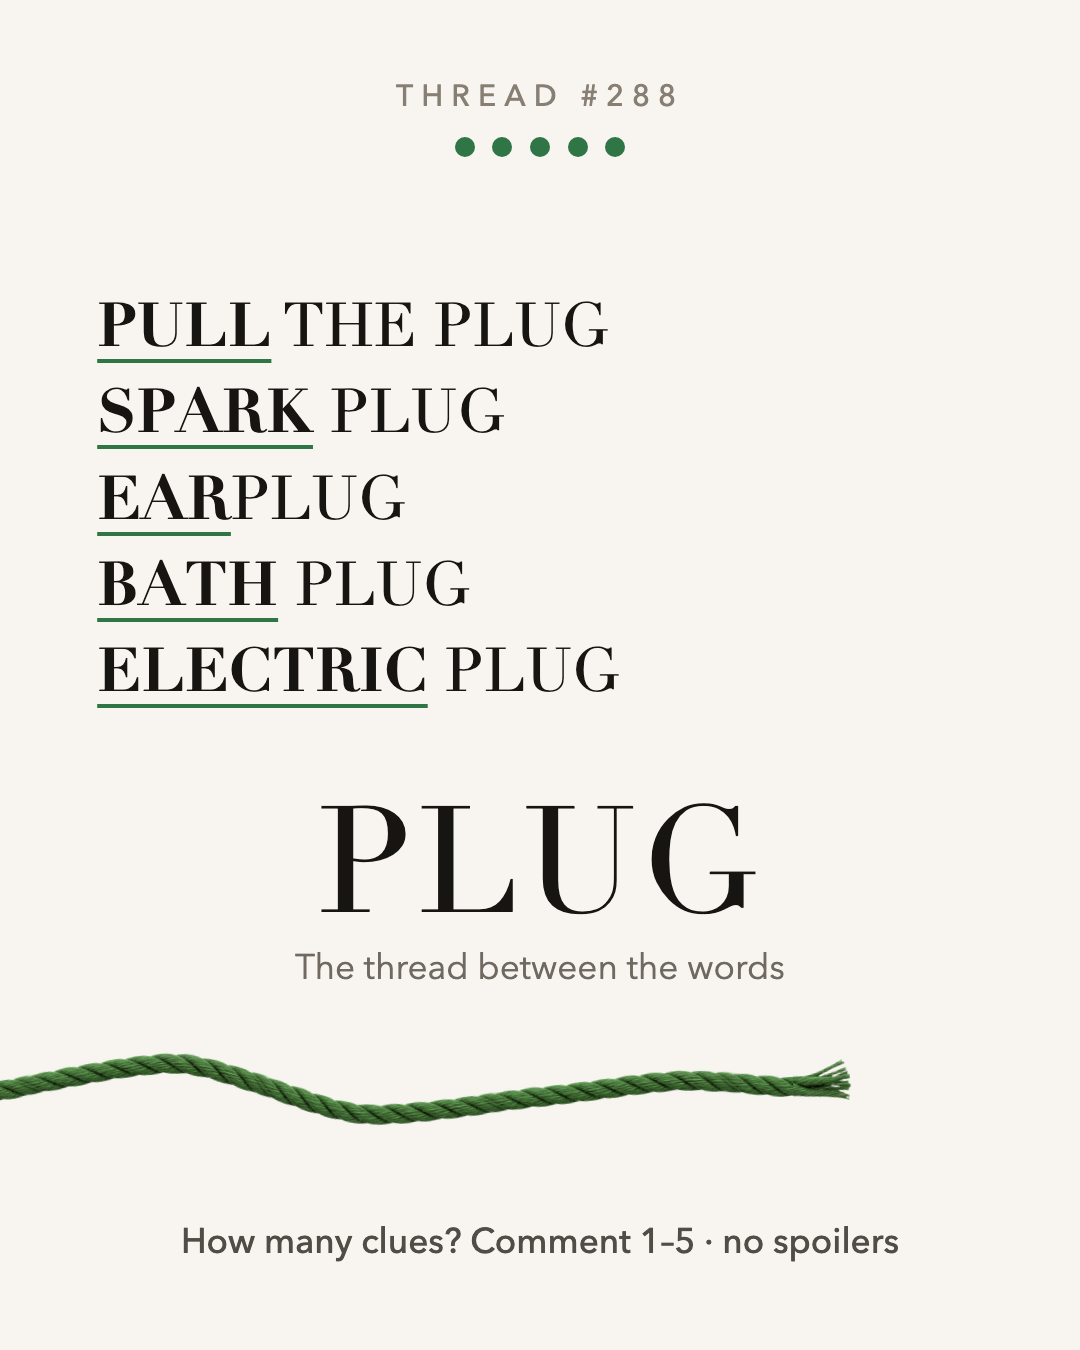 THREAD #288
PULL THE PLUG
SPARK PLUG
EARPLUG
BATH PLUG
ELECTRIC PLUG
PLUG
The thread between the words
How many clues? Comment 1–5 · no spoilers